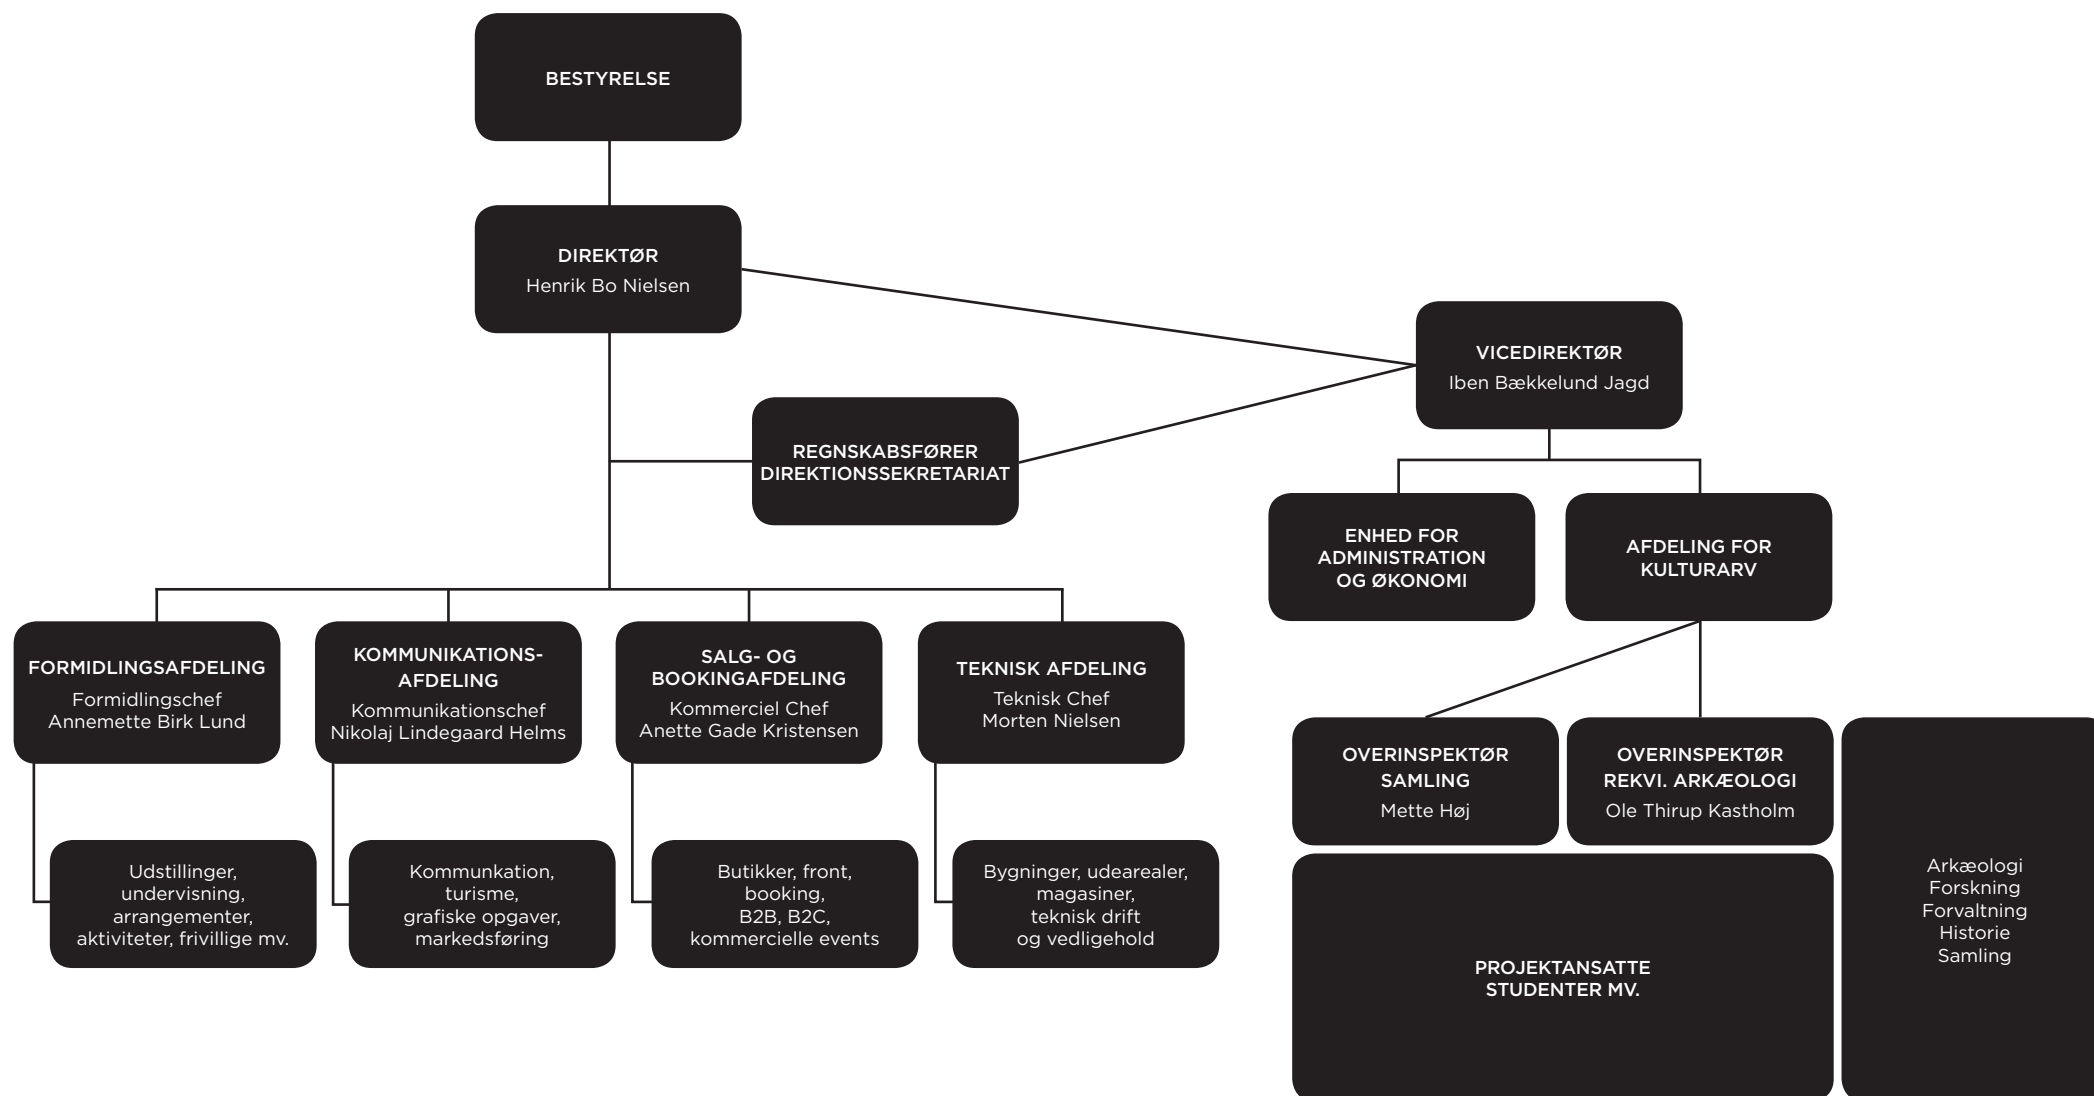 BESTYRELSE
DIREKTØR
Henrik Bo Nielsen
VICEDIREKTØR
Iben Bækkelund Jagd
REGNSKABSFØRER
DIREKTIONSSEKRETARIAT
ENHED FOR
ADMINISTRATION
OG ØKONOMI
AFDELING FOR
KULTURARV
FORMIDLINGSAFDELING
Formidlingschef
Annemette Birk Lund
KOMMUNIKATIONS-
AFDELING
Kommunikationschef
Nikolaj Lindegaard Helms
SALG- OG
BOOKINGAFDELING
Kommerciel Chef
Anette Gade Kristensen
TEKNISK AFDELING
Teknisk Chef
Morten Nielsen
OVERINSPEKTØR
SAMLING
Mette Høj
OVERINSPEKTØR
REKVI. ARKÆOLOGI
Ole Thirup Kastholm
Udstillinger,
undervisning,
arrangementer,
aktiviteter, frivillige mv.
Kommunkation,
turisme,
grafiske opgaver,
markedsføring
Butikker, front,
booking,
B2B, B2C,
kommercielle events
Bygninger, udearealer,
magasiner,
teknisk drift
og vedligehold
PROJEKTANSATTE
STUDENTER MV.
Arkæologi
Forskning
Forvaltning
Historie
Samling